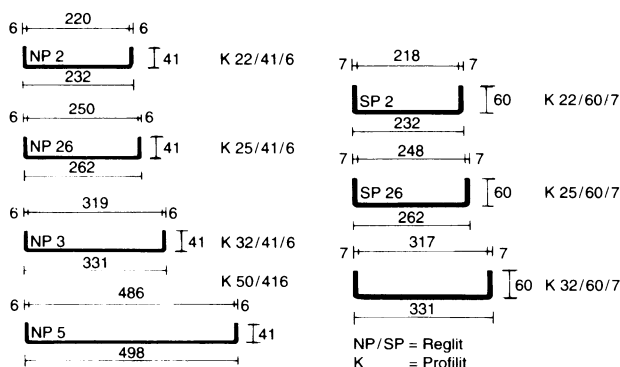 220
6 6
NP 2 41 K 22/41/6
232
250
6 6
NP 26 41 K 25/41/6
262
319
6 6
NP 3 41 K 32/41/6
331
K 50/416
486
6 6
NP 5 41
498
218
7 7
SP 2 60 K 22/60/7
232
248
7 7
SP 26 60 K 25/60/7
262
317
7 7
60 K 32/60/7
331
NP/SP = Reglit
K = Profilit